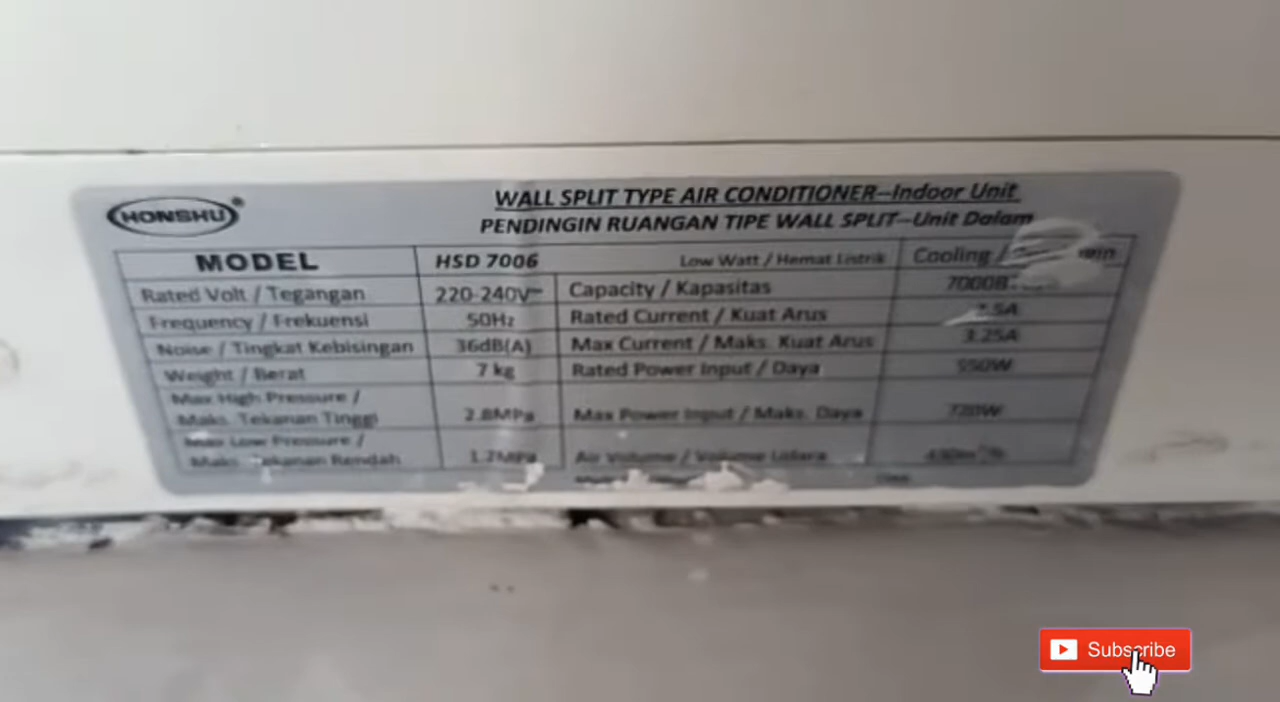 HONSHU®
WALL SPLIT TYPE AIR CONDITIONER–Indoor Unit
PENDINGIN RUANGAN TIPE WALL SPLIT–Unit Dalam
MODEL HSD 7006 Low Watt / Hemat Listrik Cooling /
Rated Volt / Tegangan 220-240V~ Capacity / Kapasitas
Frequency / Frekuensi 50Hz Rated Current / Kuat Arus
Noise / Tingkat Kebisingan 36dB(A) Max Current / Maks. Kuat Arus 3.25A
Weight / Berat 7 kg Rated Power Input / Daya 550W
Max High Pressure /
Maks. Tekanan Tinggi 2.8MPa Max Power Input / Maks. Daya 720W
Max Low Pressure /
Maks. Tekanan Rendah 1.2MPa Air Volume / Volume Udara
Subscribe